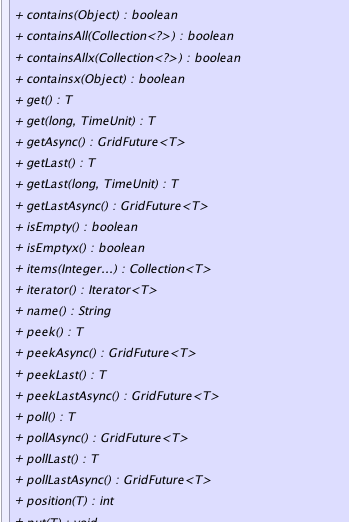 + contains(Object) : boolean
+ containsAll(Collection<?>) : boolean
+ containsAllx(Collection<?>) : boolean
+ containsx(Object) : boolean
+ get() : T
+ get(long, TimeUnit) : T
+ getAsync() : GridFuture<T>
+ getLast() : T
+ getLast(long, TimeUnit) : T
+ getLastAsync() : GridFuture<T>
+ isEmpty() : boolean
+ isEmptyx() : boolean
+ items(Integer...) : Collection<T>
+ iterator() : Iterator<T>
+ name() : String
+ peek() : T
+ peekAsync() : GridFuture<T>
+ peekLast() : T
+ peekLastAsync() : GridFuture<T>
+ poll() : T
+ pollAsync() : GridFuture<T>
+ pollLast() : T
+ pollLastAsync() : GridFuture<T>
+ position(T) : int
+ put(T) : void